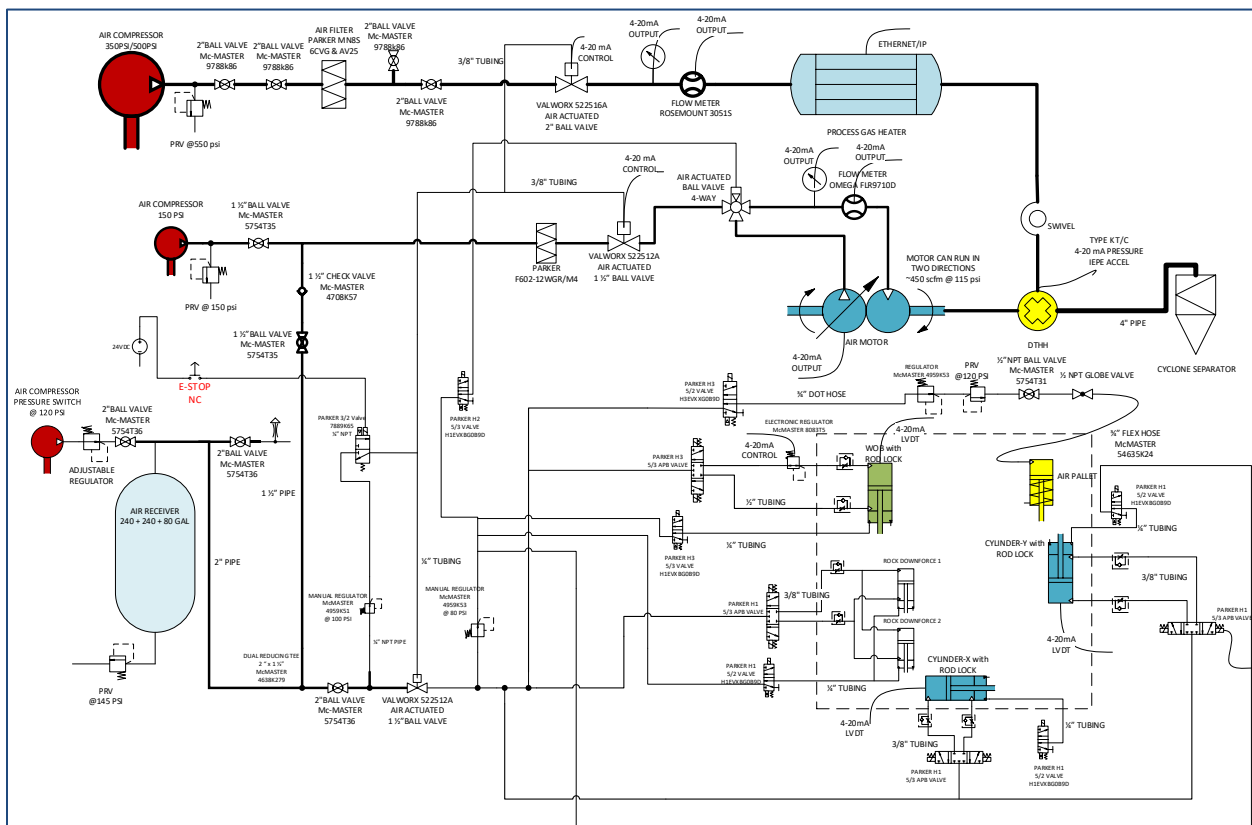 AIR COMPRESSOR
350PSI/500PSI
2"BALL VALVE
Mc-MASTER
9788k86
2"BALL VALVE
Mc-MASTER
9788k86
AIR FILTER
PARKER MN8S
6CVG & AV25
2"BALL VALVE
Mc-MASTER
9788k86
3/8" TUBING
4-20 mA
CONTROL
4-20mA
OUTPUT
4-20mA
OUTPUT
ETHERNET/IP
PRV @550 psi
2"BALL VALVE
Mc-MASTER
9788k86
VALWORX 522516A
AIR ACTUATED
2" BALL VALVE
FLOW METER
ROSEMOUNT 3051S
PROCESS GAS HEATER
4-20 mA
CONTROL
3/8" TUBING
AIR ACTUATED
BALL VALVE
4-WAY
4-20mA
OUTPUT
4-20mA
OUTPUT
FLOW METER
OMEGA FLR9710D
AIR COMPRESSOR
150 PSI
1 ½"BALL VALVE
Mc-MASTER
5754T35
SWIVEL
TYPE KT/C
4-20 mA PRESSURE
IEPE ACCEL
PARKER
F602-12WGR/M4
VALWORX 522512A
AIR ACTUATED
1 ½"BALL VALVE
MOTOR CAN RUN IN
TWO DIRECTIONS
~450 scfm @ 115 psi
1 ½"CHECK VALVE
Mc-MASTER
4708K57
PRV @ 150 psi
4" PIPE
1 ½"BALL VALVE
Mc-MASTER
5754T35
24VDC
AIR MOTOR
DTHH
CYCLONE SEPARATOR
4-20mA
OUTPUT
E-STOP
NC
REGULATOR
McMASTER 4959K53
PRV
@120 PSI
½"NPT BALL VALVE
Mc-MASTER
5754T31
½ NPT GLOBE VALVE
AIR COMPRESSOR
PRESSURE SWITCH
@ 120 PSI
2"BALL VALVE
Mc-MASTER
5754T36
PARKER H3
5/2 VALVE
H3EVXG0B9D
¾" DOT HOSE
PARKER H2
5/3 VALVE
H1EVXBG0B9D
PARKER 3/2 Valve
7889K65
¼" NPT
ELECTRONIC REGULATOR
McMASTER 8083T5
4-20mA
CONTROL
4-20mA
LVDT
WOB with
ROD LOCK
¾" FLEX HOSE
McMASTER
54635K24
ADJUSTABLE
REGULATOR
2"BALL VALVE
Mc-MASTER
5754T36
PARKER H3
5/3 APB VALVE
AIR PALLET
PARKER H1
5/2 VALVE
H1EVXBG0B9D
1 ½" PIPE
½" TUBING
AIR RECEIVER
240 + 240 + 80 GAL
¼" TUBING
PARKER H3
5/3 VALVE
H1EVXBG0B9D
¼" TUBING
CYLINDER-Y with
ROD LOCK
2" PIPE
¼" TUBING
ROCK DOWNFORCE 1
3/8" TUBING
MANUAL REGULATOR
McMASTER
4959K51
@ 100 PSI
MANUAL REGULATOR
McMASTER
4959K53
@ 80 PSI
3/8" TUBING
PARKER H1
5/3 APB VALVE
ROCK DOWNFORCE 2
PARKER H1
5/3 APB VALVE
¼" NPT PIPE
4-20mA
LVDT
DUAL REDUCING TEE
2 " x 1 ½"
McMASTER
4638K279
PARKER H1
5/2 VALVE
H1EVXBG0B9D
¼" TUBING
CYLINDER-X with
ROD LOCK
PRV
@145 PSI
2"BALL VALVE
Mc-MASTER
5754T36
VALWORX 522512A
AIR ACTUATED
1 ½"BALL VALVE
4-20mA
LVDT
3/8" TUBING
¼" TUBING
PARKER H1
5/3 APB VALVE
PARKER H1
5/2 VALVE
H1EVXBG0B9D